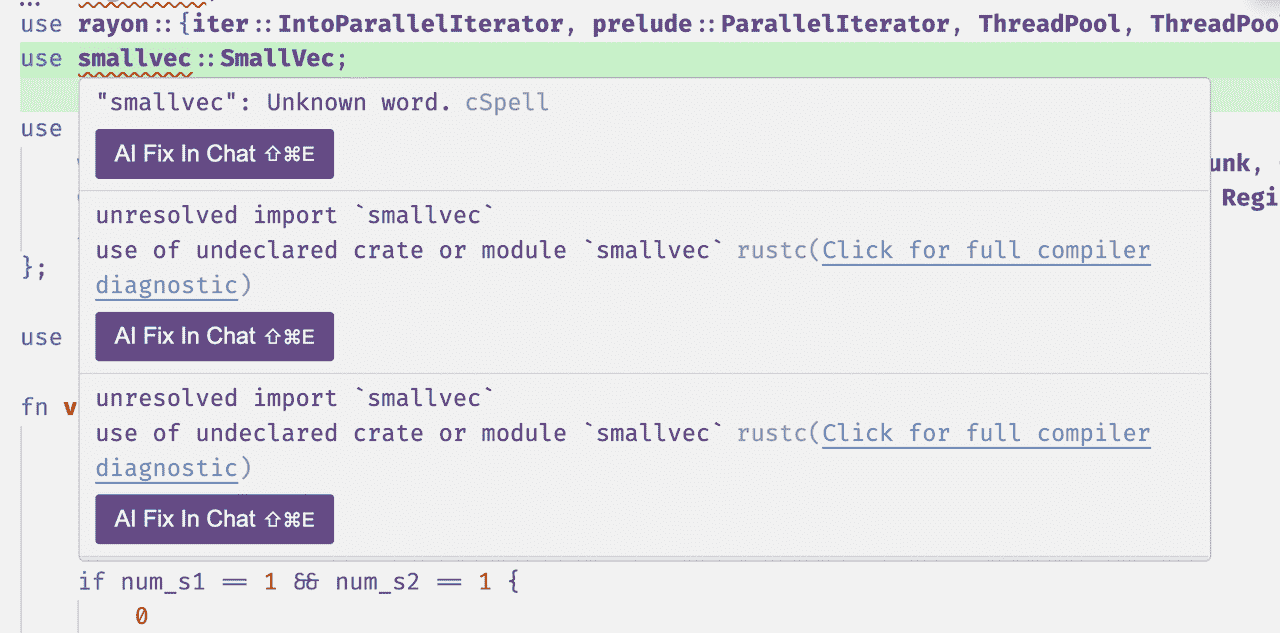 ...
use rayon::{iter::IntoParallelIterator, prelude::ParallelIterator, ThreadPool,
use smallvec::SmallVec;
"smallvec": Unknown word. cSpell
AI Fix In Chat ⇧⌘E
use
unk,
unresolved import `smallvec`
Regi
use of undeclared crate or module `smallvec` rustc(Click for full compiler
diagnostic)
};
AI Fix In Chat ⇧⌘E
use
unresolved import `smallvec`
fn v
use of undeclared crate or module `smallvec` rustc(Click for full compiler
diagnostic)
AI Fix In Chat ⇧⌘E
if num_s1 == 1 && num_s2 == 1 {
0